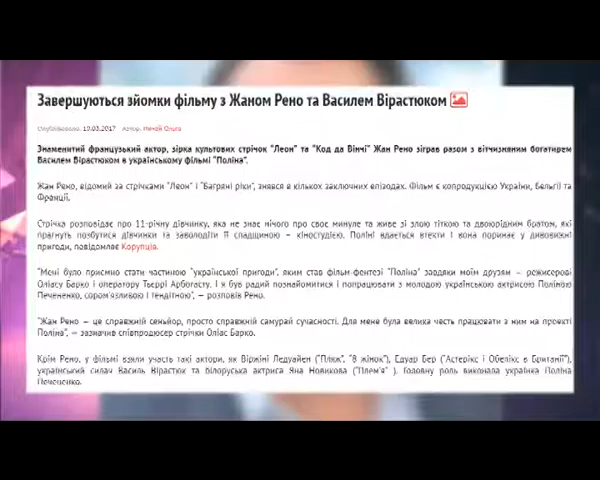 Завершуються зйомки фільму з Жаном Рено та Василем Вірастюком
Опубліковано: 19.03.2017 Автор: Ольга
Знаменитий французький актор, зірка культових стрічок "Леон" та "Код да Вінчі" Жан Рено зіграв разом з вітчизняним богатирем
Василем Вірастюком в українському фільмі "Поліна".
Жан Рено, відомий за стрічками "Леон" і "Багряні ріки", знявся в кількох заключних епізодах. Фільм є копродукцією України, Бельгії та
Франції.
Стрічка розповідає про 11-річну дівчинку, яка не знає нічого про своє минуле та живе зі злою тіткою та двоюрідним братом, які
прагнуть позбутися дівчинки та заволодіти її спадщиною – кіностудією. Поліні вдається втекти і вона поринає у дивовижні
пригоди, повідомляє Корупція.
"Мені було приємно стати частиною "української пригоди", яким став фільм-фентезі "Поліна" завдяки моїм друзям – режисерові
Оліасу Барко і оператору Тьєррі Арбогасту. І я був радий познайомитися і попрацювати з молодою українською актрисою Поліною
Печененко, сором'язливою і тендітною", – розповів Рено.
"Жан Рено – це справжній сеньйор, просто справжній самурай сучасності. Для мене була велика честь працювати з ним на проекті
Поліна", – зазначив співпродюсер стрічки Оліас Барко.
Крім Рено, у фільмі взяли участь такі актори, як Віржіні Ледуайен ("Пляж", "8 жінок"), Едуар Бер ("Астерікс і Обелікс в Британії"),
український силач Василь Вірастюк та білоруська актриса Яна Новикова ("Плем'я" ). Головну роль виконала українка Поліна
Печененко.